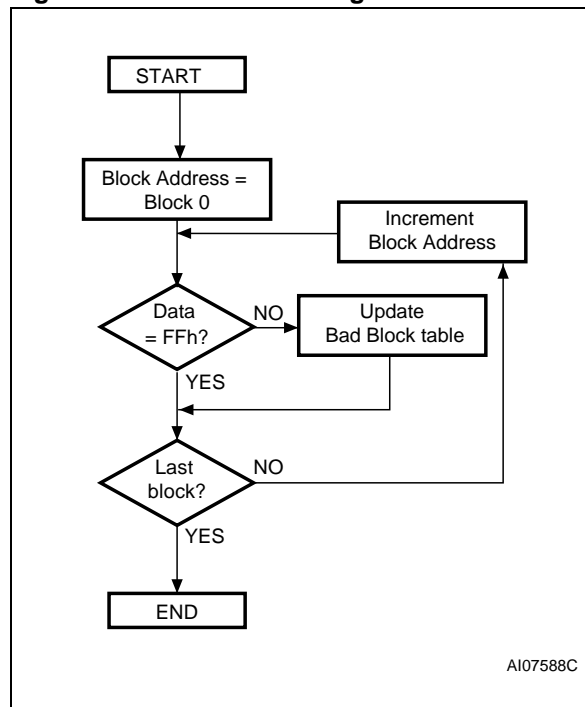 START
Block Address =
Block 0
Increment
Block Address
Data
= FFh?
NO
Update
Bad Block table
YES
Last
block?
NO
YES
END
AI07588C